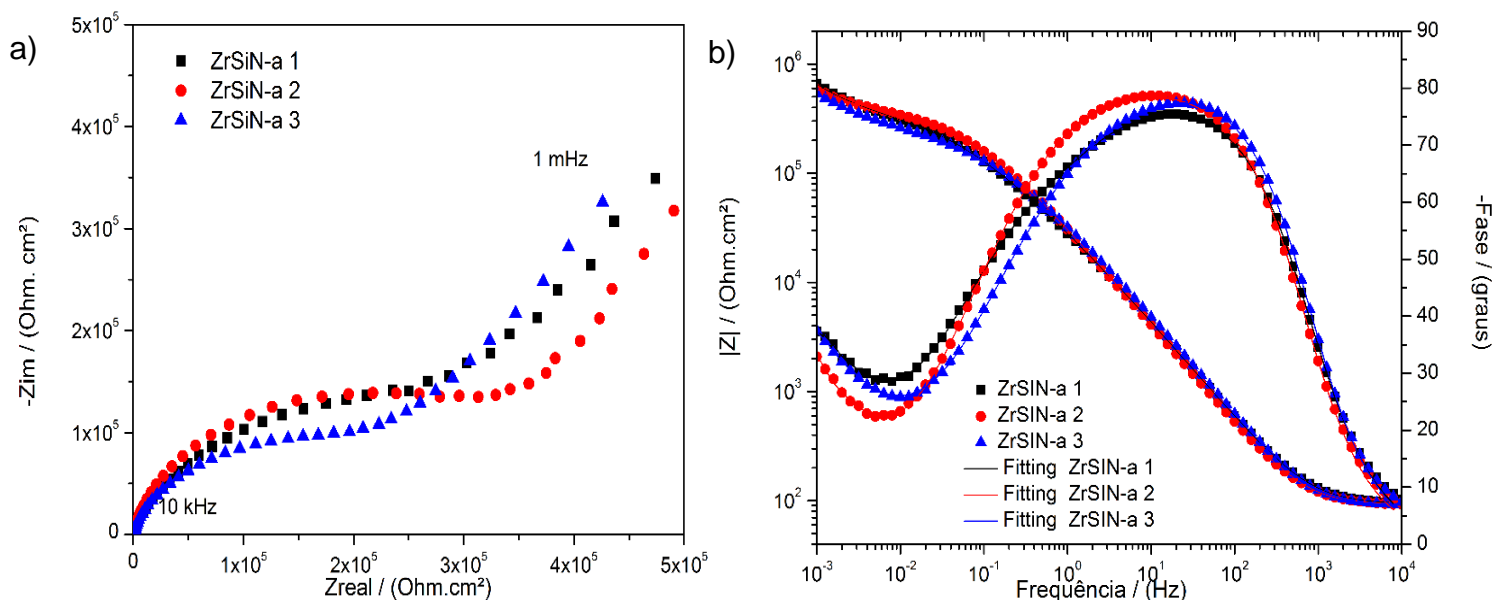 a)
5x10⁵
4x10⁵
3x10⁵
2x10⁵
1x10⁵
0
-Zim / (Ohm. cm²)
ZrSiN-a 1
ZrSiN-a 2
ZrSiN-a 3
1 mHz
10 kHz
0 1x10⁵ 2x10⁵ 3x10⁵ 4x10⁵ 5x10⁵
Zreal / (Ohm.cm²)
b)
10⁶
10⁵
10⁴
10³
10²
|Z| / (Ohm.cm²)
ZrSIN-a 1
ZrSIN-a 2
ZrSIN-a 3
Fitting ZrSIN-a 1
Fitting ZrSIN-a 2
Fitting ZrSIN-a 3
10⁻³ 10⁻² 10⁻¹ 10⁰ 10¹ 10² 10³ 10⁴
Frequência / (Hz)
90
80
70
60
50
40
30
20
10
0
-Fase / (graus)